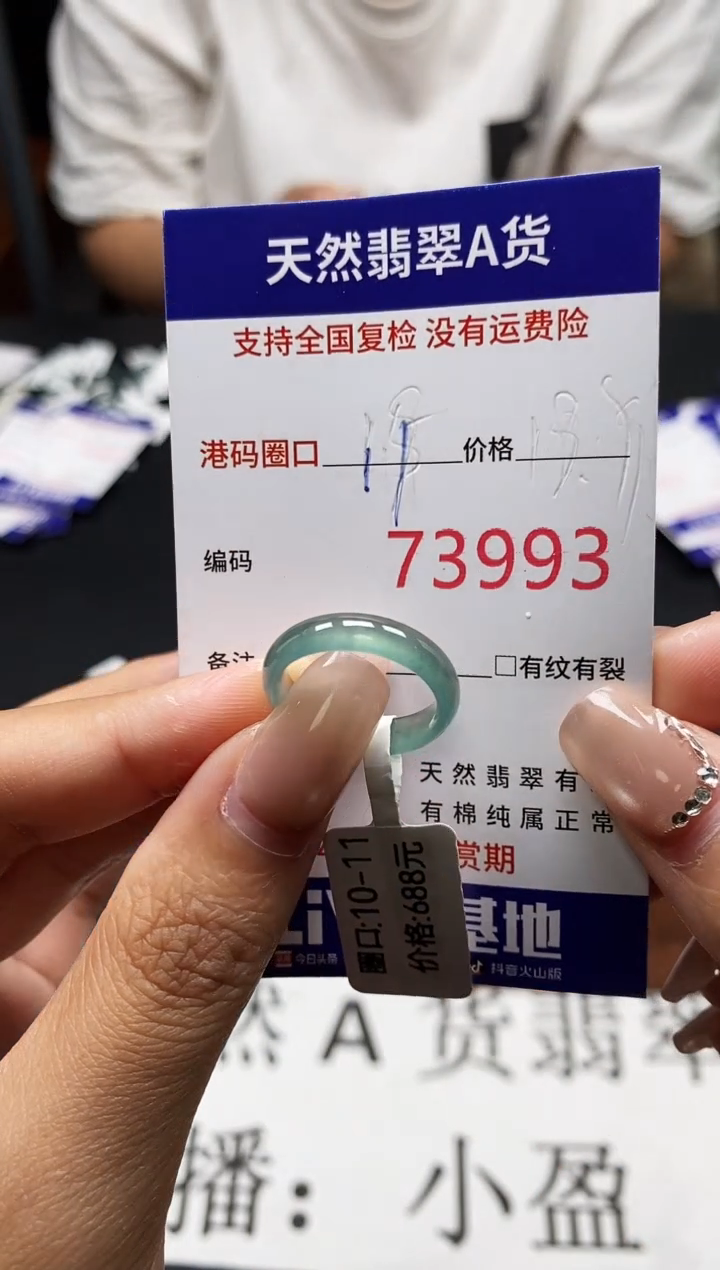 天然翡翠A货
支持全国复检 没有运费险
港码圈口 价格
编码 73993
备注 □有纹有裂
天然翡翠有
有棉纯属正常
赏期
圈口:10-11
价格:688元
Li 基地
今日头条 抖音火山版
然A货翡翠
播：小盈